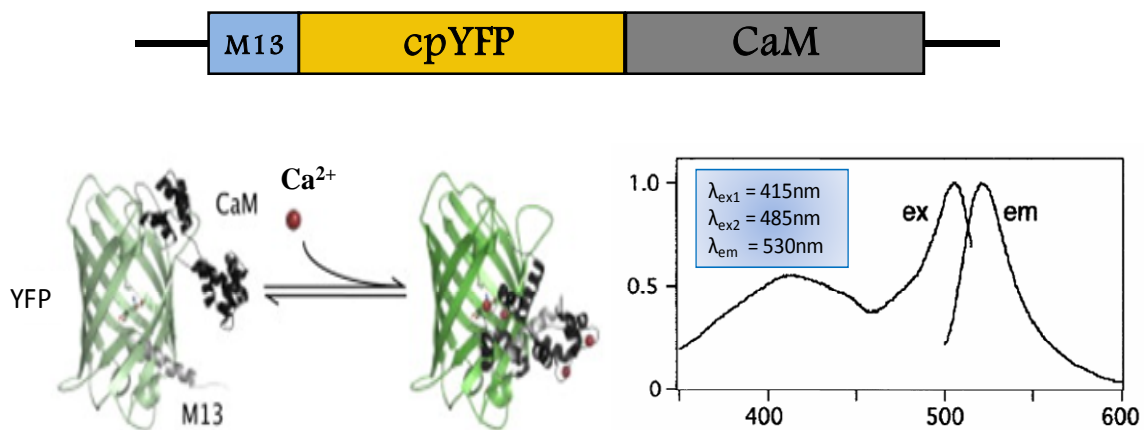 M13 cpYFP CaM
Ca²⁺
CaM
YFP
M13
λex1 = 415nm
λex2 = 485nm
λem = 530nm
ex em
1.0
0.5
0
400 500 600